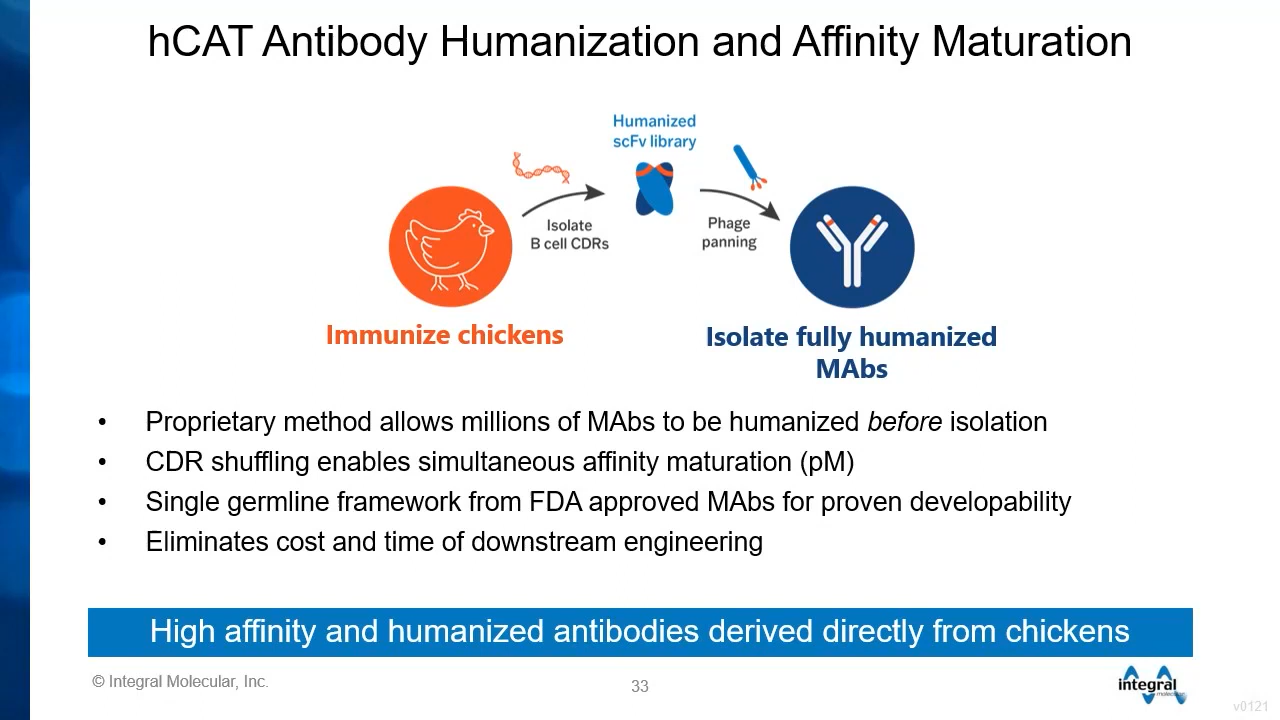 hCAT Antibody Humanization and Affinity Maturation
Humanized
scFv library
Isolate
B cell CDRs
Phage
panning
Immunize chickens
Isolate fully humanized
MAbs
• Proprietary method allows millions of MAbs to be humanized before isolation
• CDR shuffling enables simultaneous affinity maturation (pM)
• Single germline framework from FDA approved MAbs for proven developability
• Eliminates cost and time of downstream engineering
High affinity and humanized antibodies derived directly from chickens
© Integral Molecular, Inc.
33
integral
molecular
v0121